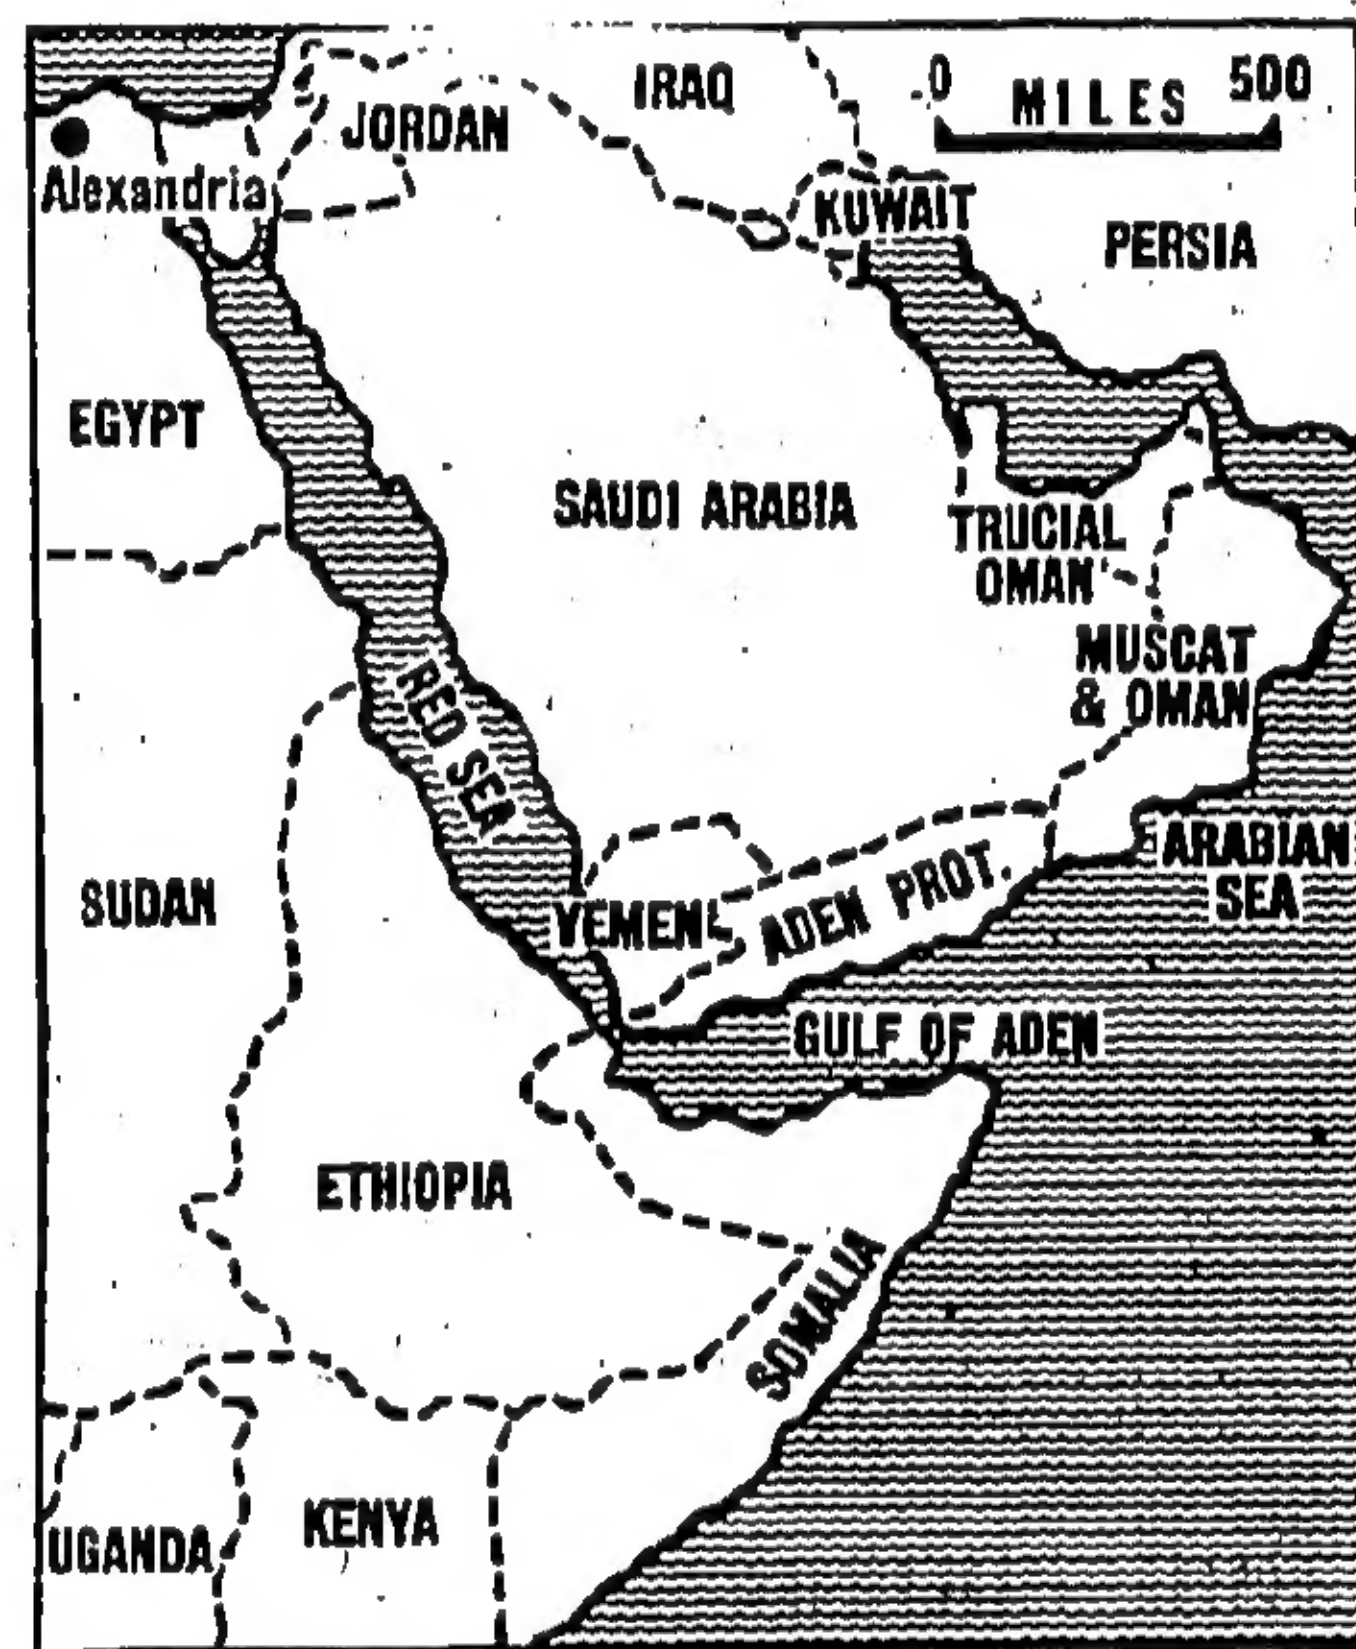 0 MILES 500
IRAQ
JORDAN
Alexandria
KUWAIT
PERSIA
EGYPT
SAUDI ARABIA
TRUCIAL
OMAN
MUSCAT
& OMAN
RED SEA
ARABIAN
SEA
SUDAN
YEMEN
ADEN PROT.
GULF OF ADEN
ETHIOPIA
SOMALIA
KENYA
UGANDA